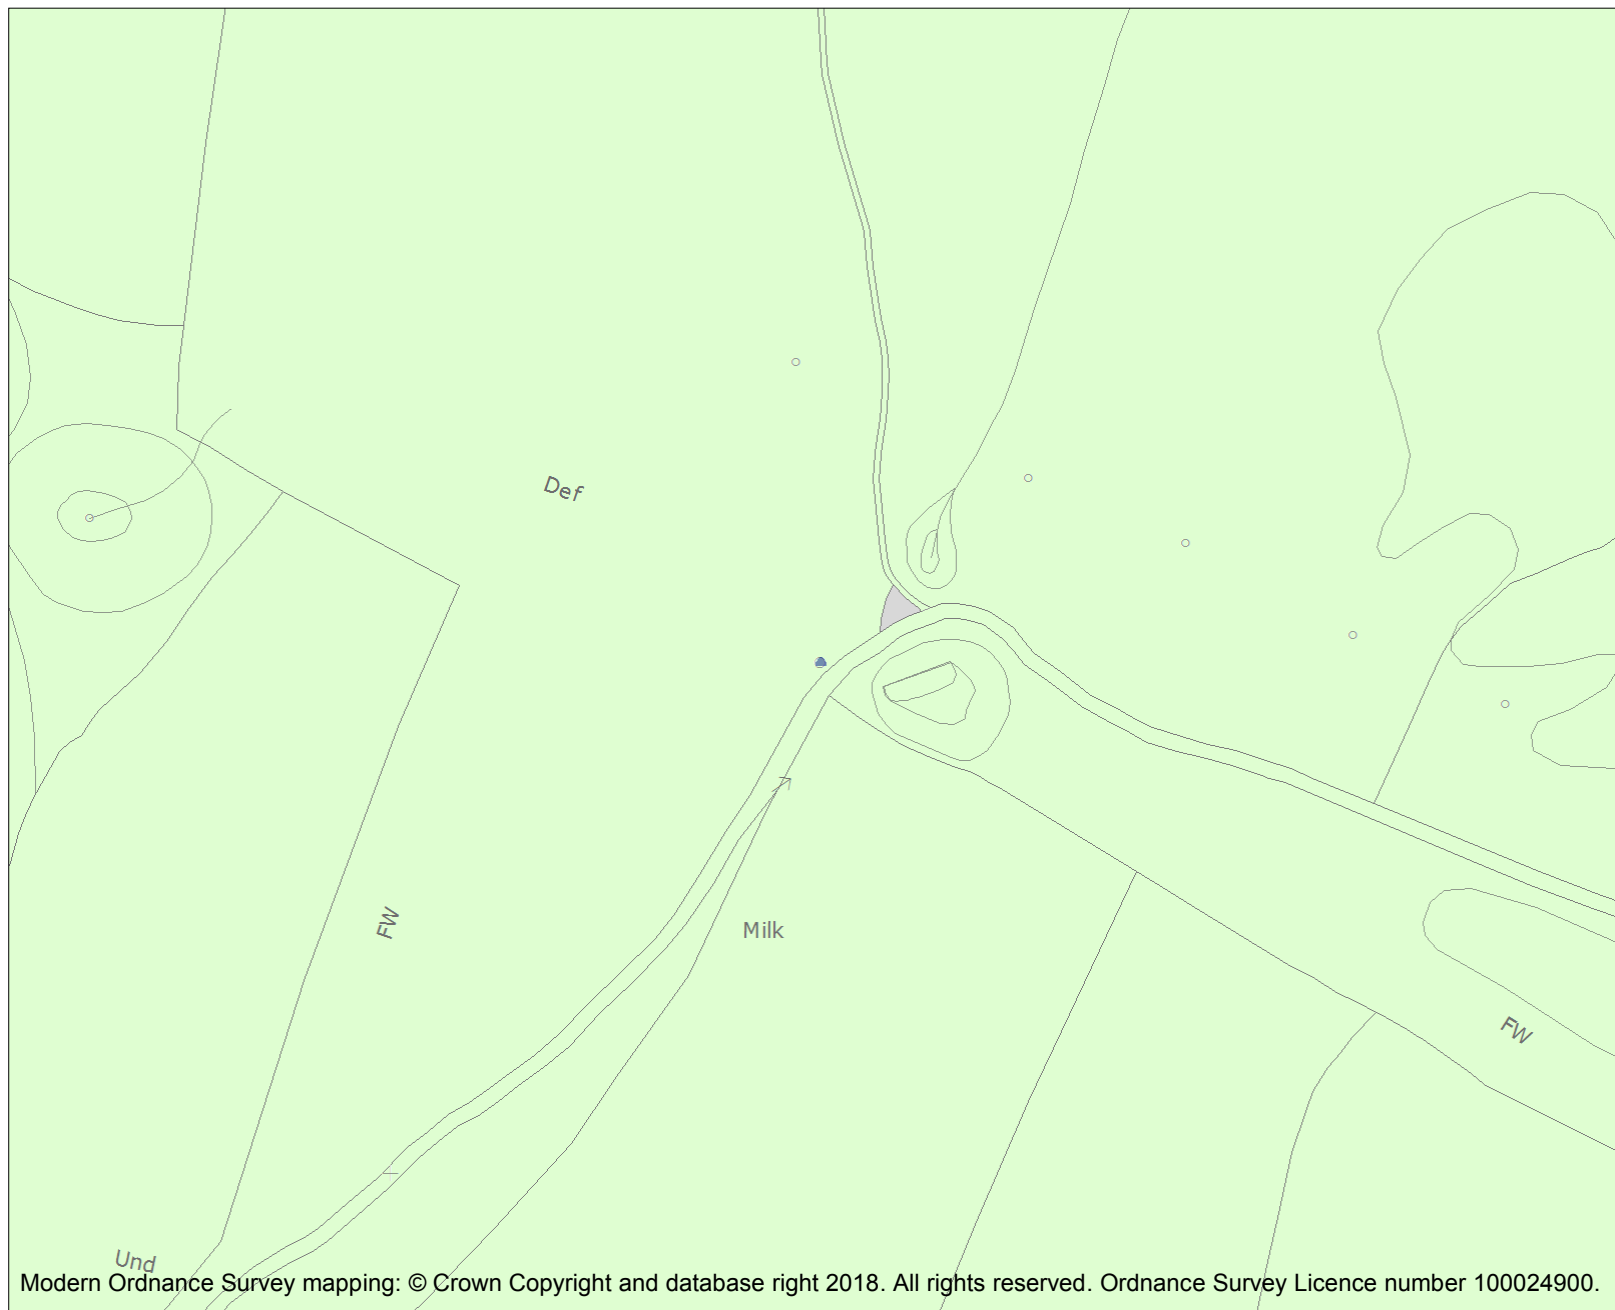 Def
FW
Milk
FW
Und
Modern Ordnance Survey mapping: © Crown Copyright and database right 2018. All rights reserved. Ordnance Survey Licence number 100024900.